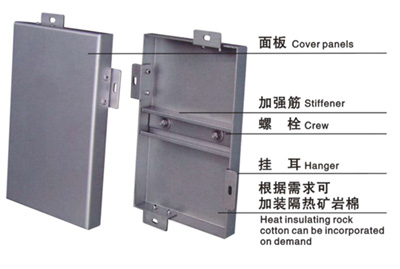 面板 Cover panels
加强筋 Stiffener
螺 栓 Crew
挂 耳 Hanger
根据需求可
加装隔热矿岩棉
Heat insulating rock
cotton can be incorporated
on demand